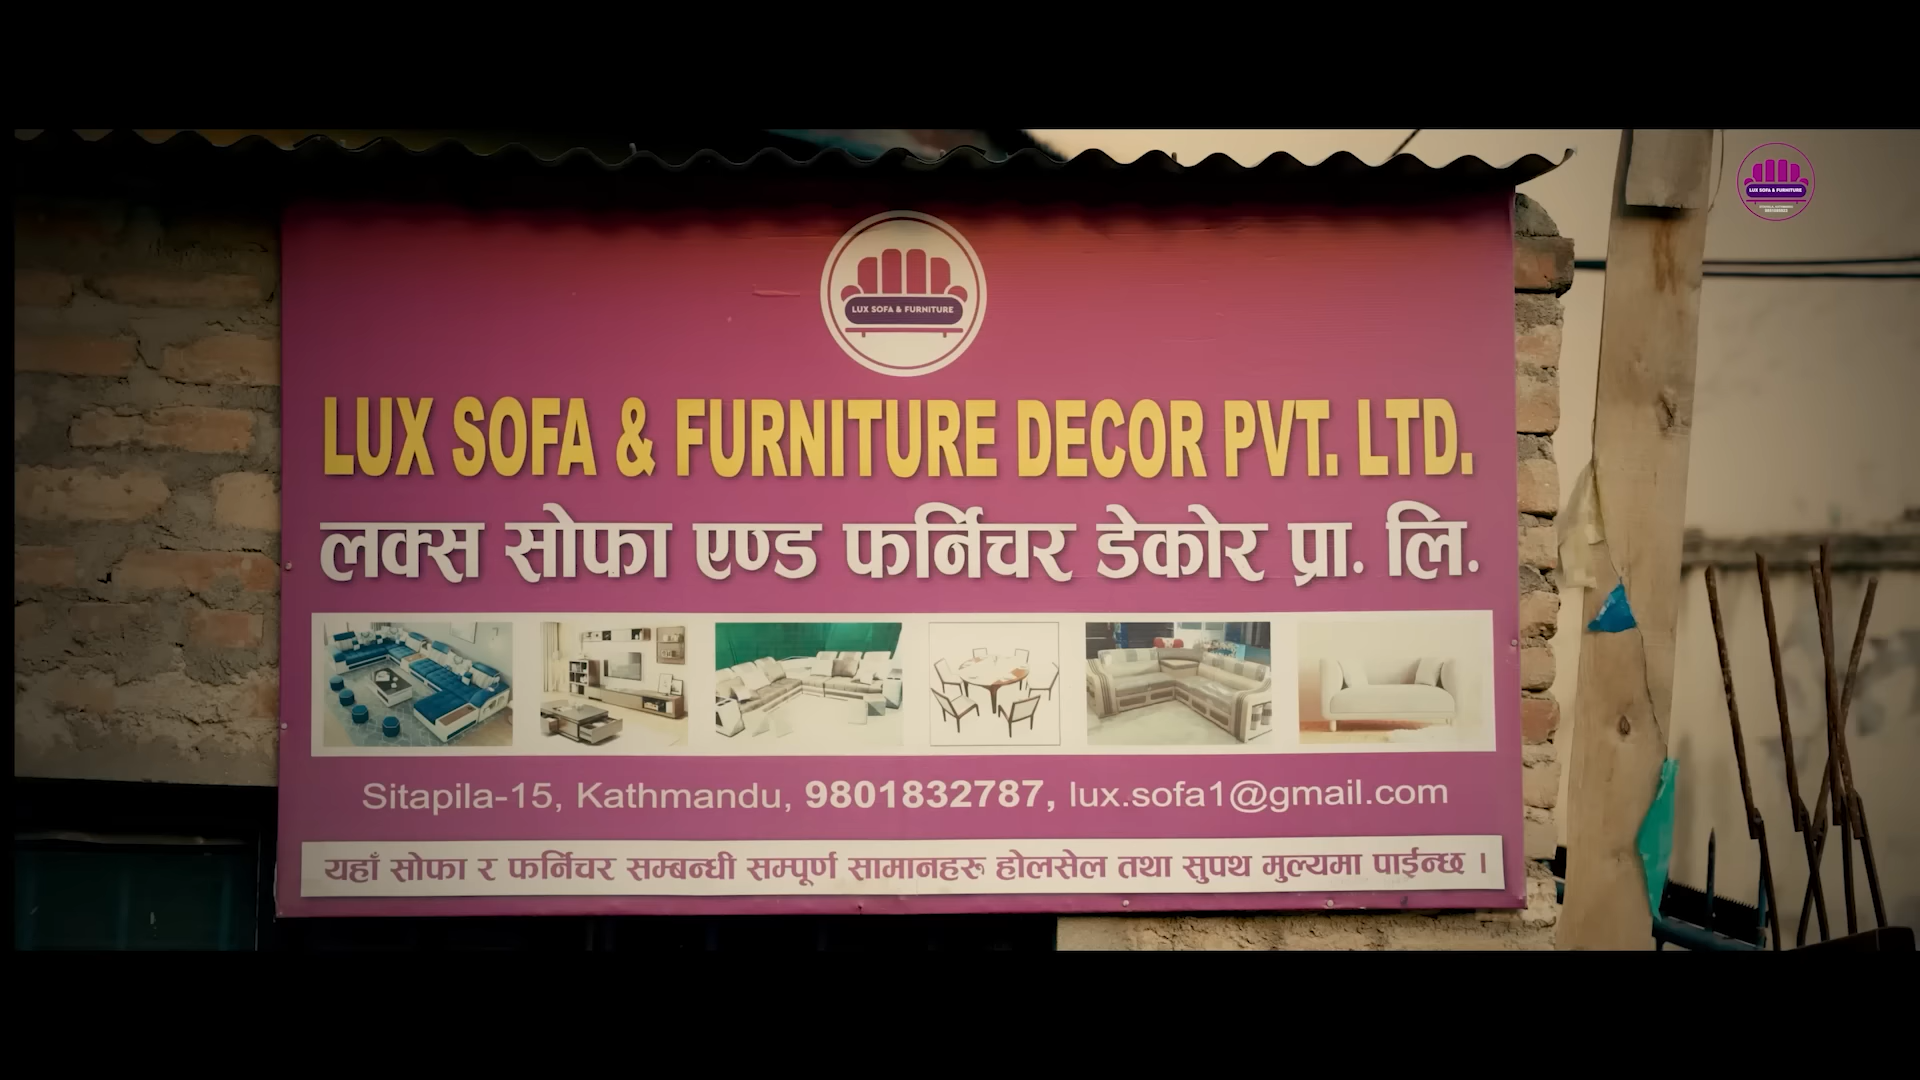 LUX SOFA & FURNITURE
LUX SOFA & FURNITURE
LUX SOFA & FURNITURE DECOR PVT. LTD.
लक्स सोफा एण्ड फर्निचर डेकोर प्रा. लि.
Sitapila-15, Kathmandu, 9801832787, lux.sofa1@gmail.com
यहाँ सोफा र फर्निचर सम्बन्धी सम्पूर्ण सामानहरू होलसेल तथा सुपथ मुल्यमा पाईन्छ ।